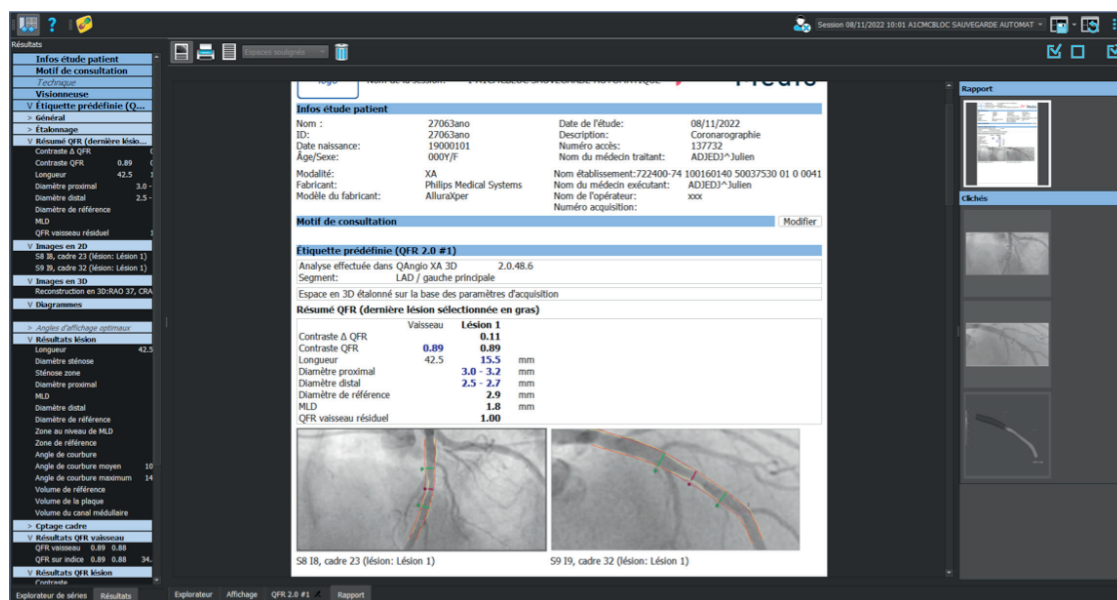 Session 08/11/2022 10:01 A1CMCBLOC SAUVEGARDE AUTOMAT
Résultats
Espaces soulignés
Infos étude patient
Motif de consultation
Technique
Visionneuse
V Étiquette prédéfinie (Q...
> Général
> Étalonnage
V Résumé QFR (dernière lésio...
Contraste Δ QFR
Contraste QFR 0.89
Longueur 42.5
Diamètre proximal 3.0 -
Diamètre distal 2.5 -
Diamètre de référence
MLD
QFR vaisseau résiduel
V Images en 2D
S8 I8, cadre 23 (lésion: Lésion 1)
S9 I9, cadre 32 (lésion: Lésion 1)
V Images en 3D
Reconstruction en 3D:RAO 37, CRA
V Diagrammes
> Angles d'affichage optimaux
V Résultats lésion
Longueur 42.5
Diamètre sténose
Sténose zone
Diamètre proximal
MLD
Diamètre distal
Diamètre de référence
Zone au niveau de MLD
Zone de référence
Angle de courbure
Angle de courbure moyen 10
Angle de courbure maximum 14
Volume de référence
Volume de la plaque
Volume du canal médullaire
> Cptage cadre
V Résultats QFR vaisseau
QFR vaisseau 0.89 0.88
QFR sur indice 0.89 0.88 34.
V Résultats QFR lésion
Contraste
Explorateur de séries Résultats
Infos étude patient
Nom : 27063ano Date de l'étude: 08/11/2022
ID: 27063ano Description: Coronarographie
Date naissance: 19000101 Numéro accès: 137732
Âge/Sexe: 000Y/F Nom du médecin traitant: ADJEDJ^Julien
Modalité: XA Nom établissement:722400-74 100160140 50037530 01 0 0041
Fabricant: Philips Medical Systems Nom du médecin exécutant: ADJEDJ^Julien
Modèle du fabricant: AlluraXper Nom de l'opérateur: xxx
Numéro acquisition:
Motif de consultation Modifier
Étiquette prédéfinie (QFR 2.0 #1)
Analyse effectuée dans QAngio XA 3D 2.0.48.6
Segment: LAD / gauche principale
Espace en 3D étalonné sur la base des paramètres d'acquisition
Résumé QFR (dernière lésion sélectionnée en gras)
Vaisseau Lésion 1
Contraste Δ QFR 0.11
Contraste QFR 0.89 0.89
Longueur 42.5 15.5 mm
Diamètre proximal 3.0 - 3.2 mm
Diamètre distal 2.5 - 2.7 mm
Diamètre de référence 2.9 mm
MLD 1.8 mm
QFR vaisseau résiduel 1.00
S8 I8, cadre 23 (lésion: Lésion 1)
S9 I9, cadre 32 (lésion: Lésion 1)
Explorateur Affichage QFR 2.0 #1 Rapport
Rapport
Clichés